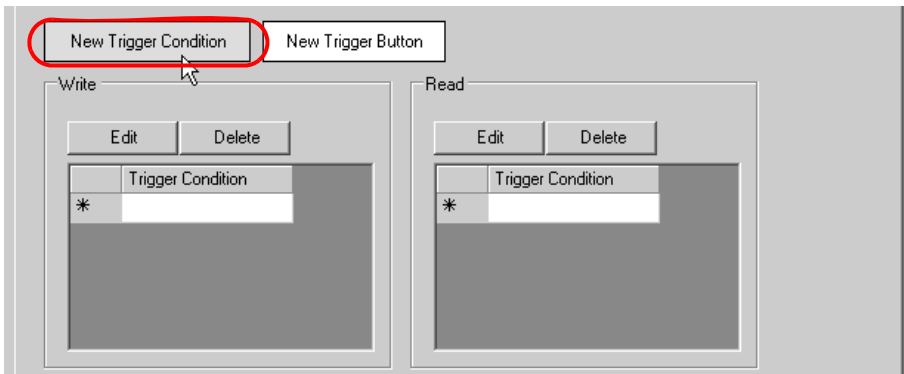 New Trigger Condition New Trigger Button
Write Read
Edit Delete Edit Delete
Trigger Condition Trigger Condition
* *